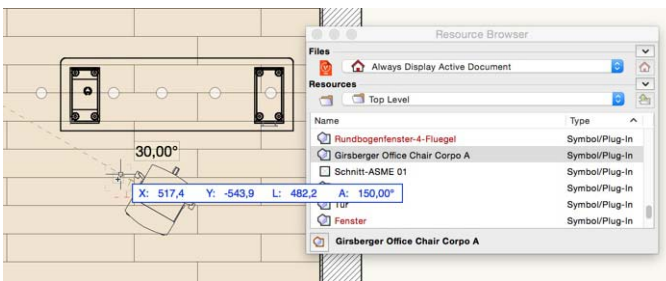 Resource Browser
Files
Always Display Active Document
Resources
Top Level
Name Type
Rundbogenfenster-4-Fluegel Symbol/Plug-In
Girsberger Office Chair Corpo A Symbol/Plug-In
Schnitt-ASME 01 Symbol/Plug-In
Symbol/Plug-In
Tür Symbol/Plug-In
Fenster Symbol/Plug-In
Girsberger Office Chair Corpo A
30,00°
X: 517,4 Y: -543,9 L: 482,2 A: 150,00°